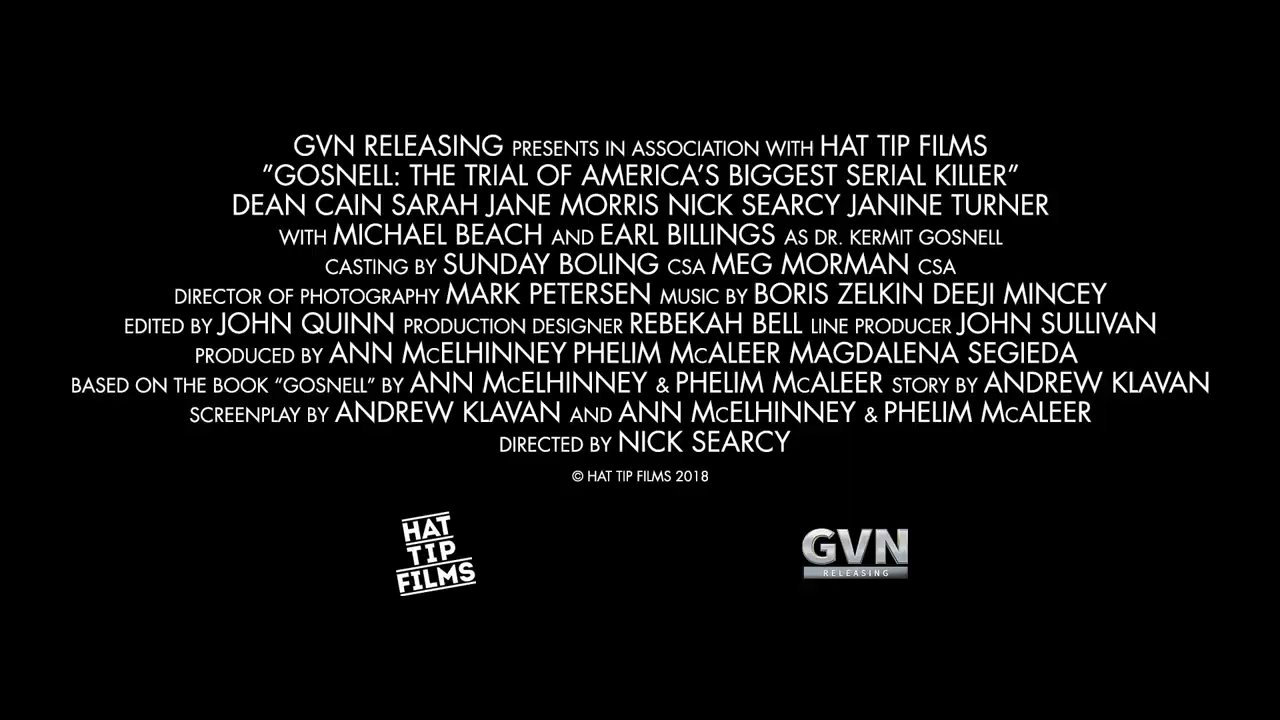 GVN RELEASING PRESENTS IN ASSOCIATION WITH HAT TIP FILMS
"GOSNELL: THE TRIAL OF AMERICA'S BIGGEST SERIAL KILLER"
DEAN CAIN SARAH JANE MORRIS NICK SEARCY JANINE TURNER
WITH MICHAEL BEACH AND EARL BILLINGS AS DR. KERMIT GOSNELL
CASTING BY SUNDAY BOLING CSA MEG MORMAN CSA
DIRECTOR OF PHOTOGRAPHY MARK PETERSEN MUSIC BY BORIS ZELKIN DEEJI MINCEY
EDITED BY JOHN QUINN PRODUCTION DESIGNER REBEKAH BELL LINE PRODUCER JOHN SULLIVAN
PRODUCED BY ANN McELHINNEY PHELIM McALEER MAGDALENA SEGIEDA
BASED ON THE BOOK "GOSNELL" BY ANN McELHINNEY & PHELIM McALEER STORY BY ANDREW KLAVAN
SCREENPLAY BY ANDREW KLAVAN AND ANN McELHINNEY & PHELIM McALEER
DIRECTED BY NICK SEARCY
© HAT TIP FILMS 2018
HAT
TIP
FILMS
GVN
RELEASING